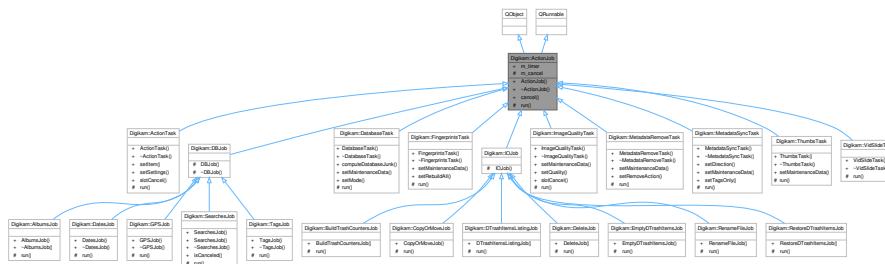 QObject
QRunnable
Digikam::ActionJob
+ m_timer
# m_cancel
+ ActionJob()
+ ~ActionJob()
+ cancel()
# run()
Digikam::ActionTask
+ ActionTask()
+ ~ActionTask()
+ setItem()
+ setSettings()
+ slotCancel()
# run()
Digikam::DBJob
# DBJob()
# ~DBJob()
Digikam::DatabaseTask
+ DatabaseTask()
+ ~DatabaseTask()
+ computeDatabaseJunk()
+ setMaintenanceData()
+ setMode()
# run()
Digikam::FingerprintsTask
+ FingerprintsTask()
+ ~FingerprintsTask()
+ setMaintenanceData()
+ setRebuildAll()
# run()
Digikam::IOJob
# IOJob()
Digikam::ImageQualityTask
+ ImageQualityTask()
+ ~ImageQualityTask()
+ setMaintenanceData()
+ setQuality()
+ slotCancel()
# run()
Digikam::MetadataRemoveTask
+ MetadataRemoveTask()
+ ~MetadataRemoveTask()
+ setMaintenanceData()
+ setRemoveAction()
# run()
Digikam::MetadataSyncTask
+ MetadataSyncTask()
+ ~MetadataSyncTask()
+ setDirection()
+ setMaintenanceData()
+ setTagsOnly()
# run()
Digikam::ThumbsTask
+ ThumbsTask()
+ ~ThumbsTask()
+ setMaintenanceData()
# run()
Digikam::VidSlideTask
+ VidSlideTask()
+ ~VidSlideTask()
# run()
Digikam::AlbumsJob
+ AlbumsJob()
+ ~AlbumsJob()
# run()
Digikam::DatesJob
+ DatesJob()
+ ~DatesJob()
# run()
Digikam::GPSJob
+ GPSJob()
+ ~GPSJob()
# run()
Digikam::SearchesJob
+ SearchesJob()
+ SearchesJob()
+ ~SearchesJob()
+ isCanceled()
# run()
Digikam::TagsJob
+ TagsJob()
+ ~TagsJob()
# run()
Digikam::BuildTrashCountersJob
+ BuildTrashCountersJob()
# run()
Digikam::CopyOrMoveJob
+ CopyOrMoveJob()
# run()
Digikam::DTrashItemsListingJob
+ DTrashItemsListingJob()
# run()
Digikam::DeleteJob
+ DeleteJob()
# run()
Digikam::EmptyDTrashItemsJob
+ EmptyDTrashItemsJob()
# run()
Digikam::RenameFileJob
+ RenameFileJob()
# run()
Digikam::RestoreDTrashItemsJob
+ RestoreDTrashItemsJob()
# run()